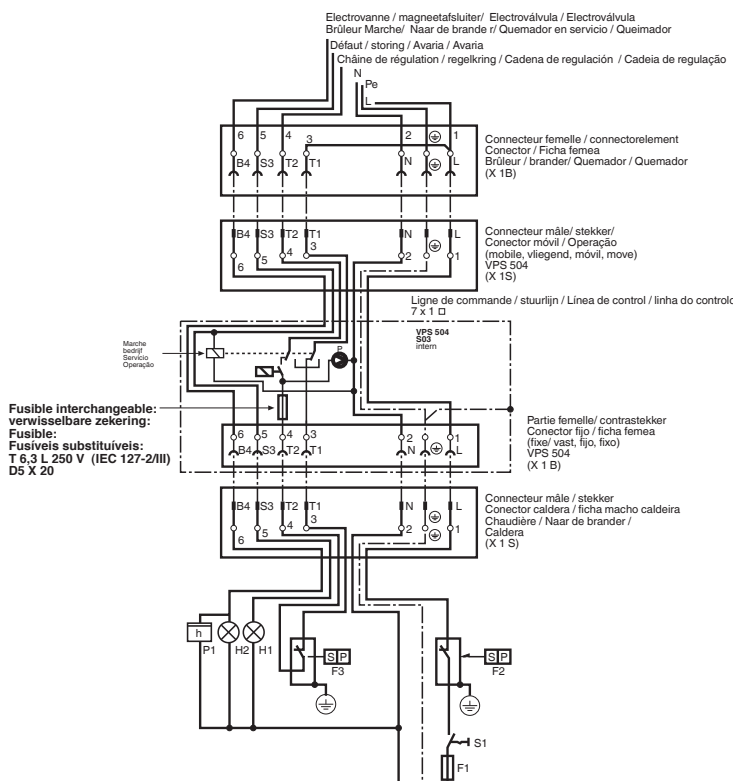 Electrovanne / magneetafsluiter/ Electroválvula / Electroválvula
Brûleur Marche/ Naar de brande r/ Quemador en servicio / Queimador
Défaut / storing / Avaria / Avaria
Chaîne de régulation / regelkring / Cadena de regulación / Cadeia de regulação
N
Pe
L
6 5 4 3 2 1
B4 S3 T2 T1 N L
Connecteur femelle / connectorelement
Conector / Ficha femea
Brûleur / brander/ Quemador / Quemador
(X 1B)
B4 S3 T2 T1 N L
6 5 4 3 2 1
Connecteur mâle/ stekker/
Conector móvil / Operação
(mobile, vliegend, móvil, move)
VPS 504
(X 1S)
Ligne de commande / stuurlijn / Línea de control / linha do controlo
7 x 1 □
VPS 504
S03
intern
Marche
bedrijf
Servicio
Operação
P
Fusible interchangeable:
verwisselbare zekering:
Fusible:
Fusíveis substituíveis:
T 6,3 L 250 V (IEC 127-2/III)
D5 X 20
6 5 4 3 2 1
B4 S3 T2 T1 N L
Partie femelle/ contrastekker
Conector fijo / ficha femea
(fixe/ vast, fijo, fixo)
VPS 504
(X 1 B)
B4 S3 T2 T1 N L
6 5 4 3 2 1
Connecteur mâle / stekker
Conector caldera / ficha macho caldeira
Chaudière / Naar de brander /
Caldera
(X 1 S)
h
P1 H2 H1
S P
F3
S P
F2
S1
F1